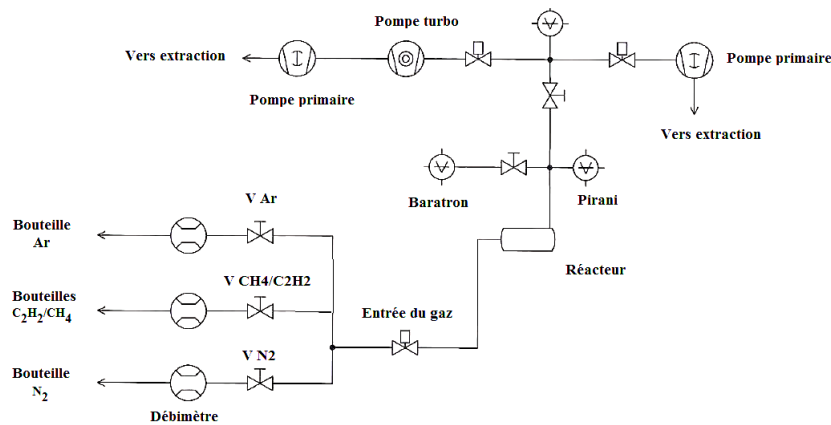 Pompe turbo
Vers extraction
Pompe primaire
Pompe primaire
Vers extraction
Baratron
Pirani
V Ar
Bouteille
Ar
Réacteur
V CH4/C2H2
Bouteilles
C₂H₂/CH₄
Entrée du gaz
V N2
Bouteille
N₂
Débimètre